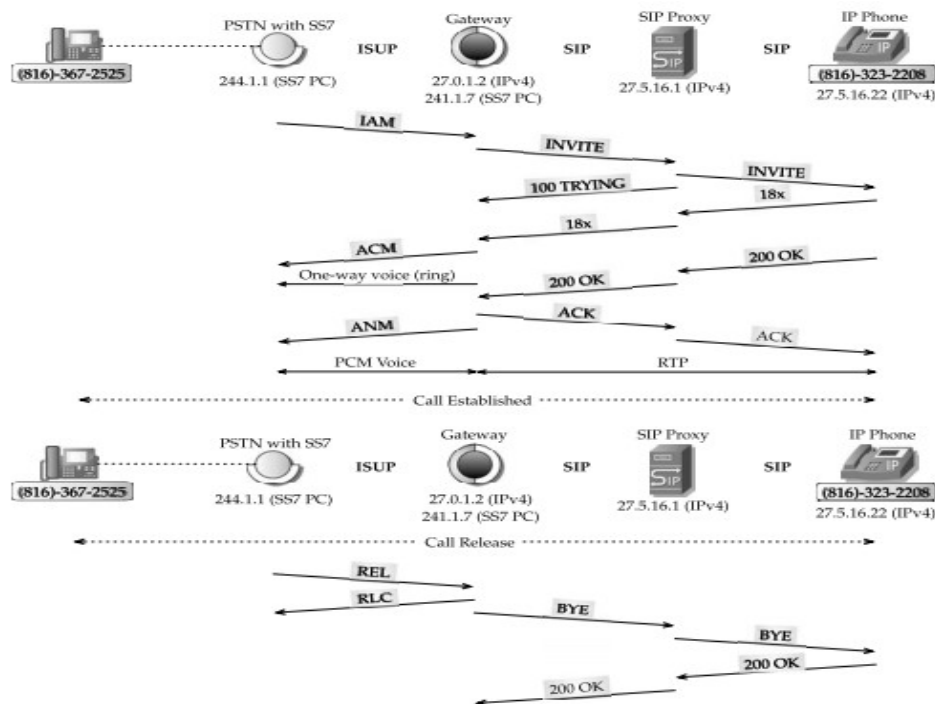 PSTN with SS7
Gateway
SIP Proxy
IP Phone
ISUP
SIP
SIP
SIP
IP
(816)-367-2525
244.1.1 (SS7 PC)
27.0.1.2 (IPv4)
241.1.7 (SS7 PC)
27.5.16.1 (IPv4)
(816)-323-2208
27.5.16.22 (IPv4)
IAM
INVITE
INVITE
100 TRYING
18x
18x
ACM
200 OK
One-way voice (ring)
200 OK
ACK
ANM
ACK
PCM Voice
RTP
Call Established
PSTN with SS7
Gateway
SIP Proxy
IP Phone
ISUP
SIP
SIP
SIP
IP
(816)-367-2525
244.1.1 (SS7 PC)
27.0.1.2 (IPv4)
241.1.7 (SS7 PC)
27.5.16.1 (IPv4)
(816)-323-2208
27.5.16.22 (IPv4)
Call Release
REL
RLC
BYE
BYE
200 OK
200 OK